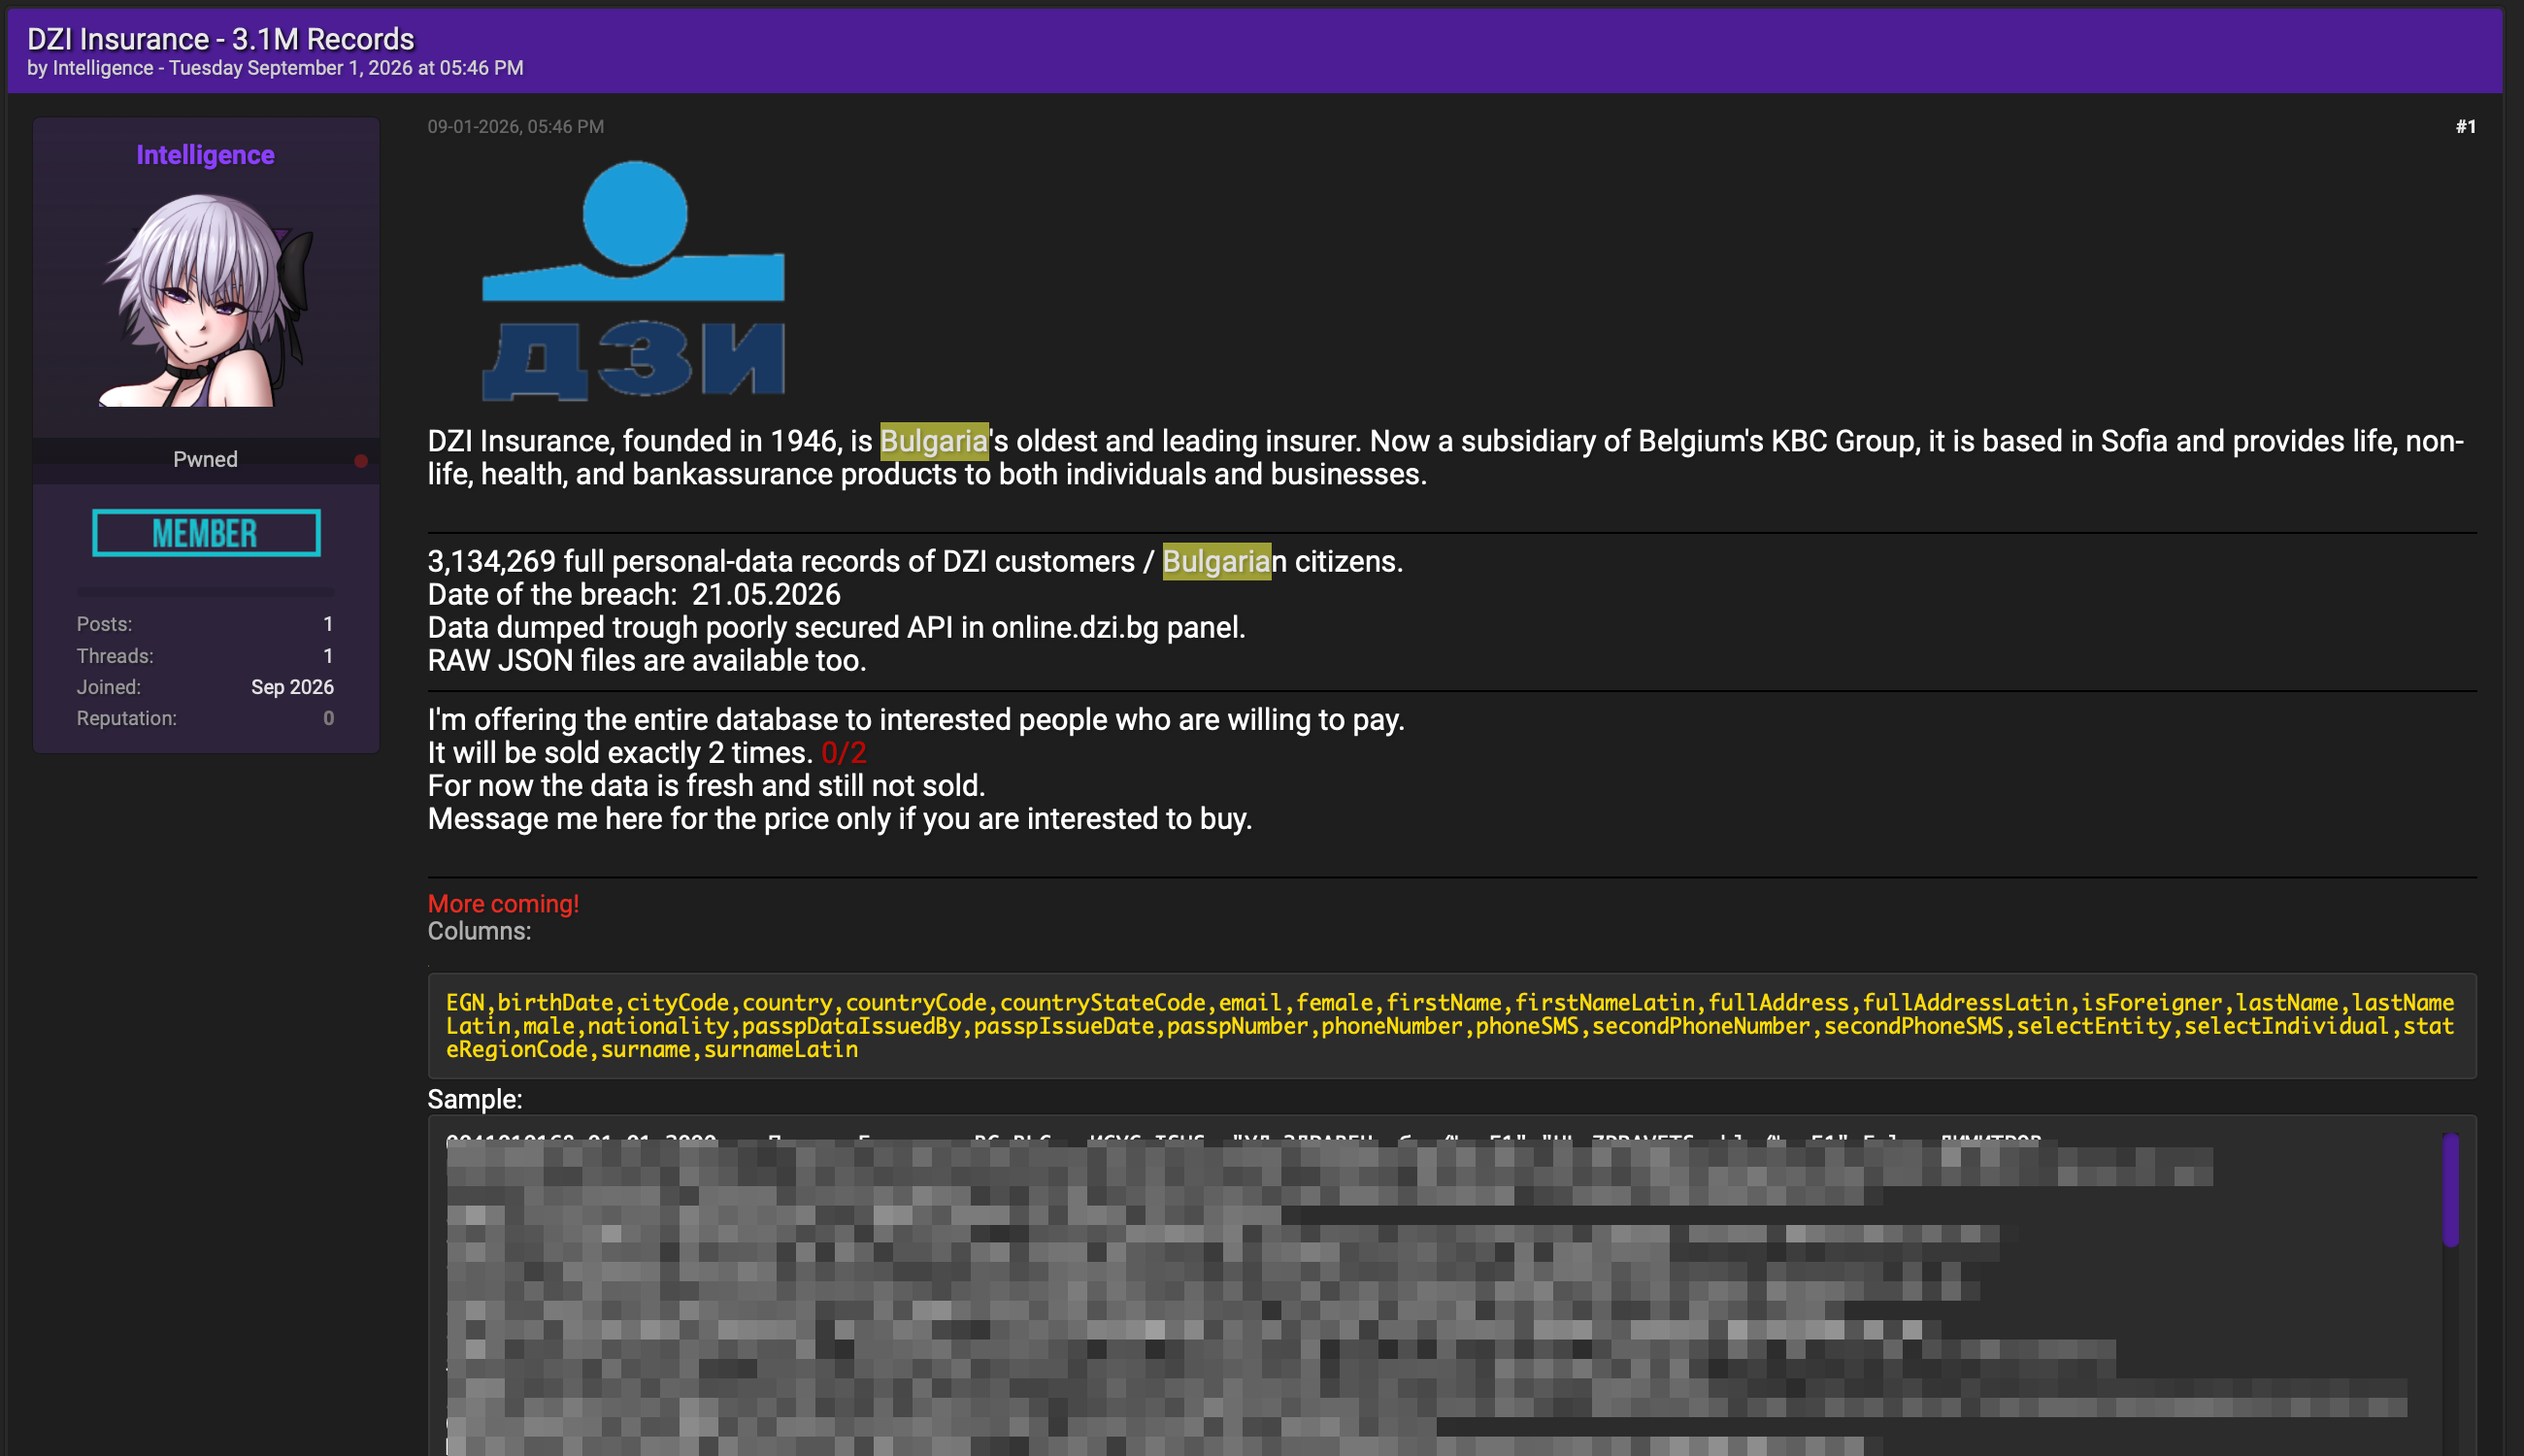 DZI Insurance - 3.1M Records
by Intelligence - Tuesday September 1, 2026 at 05:46 PM
Intelligence
Pwned
MEMBER
Posts: 1
Threads: 1
Joined: Sep 2026
Reputation: 0
09-01-2026, 05:46 PM
#1
ДЗИ
DZI Insurance, founded in 1946, is Bulgaria's oldest and leading insurer. Now a subsidiary of Belgium's KBC Group, it is based in Sofia and provides life, non-
life, health, and bankassurance products to both individuals and businesses.
3,134,269 full personal-data records of DZI customers / Bulgarian citizens.
Date of the breach:  21.05.2026
Data dumped trough poorly secured API in online.dzi.bg panel.
RAW JSON files are available too.
I'm offering the entire database to interested people who are willing to pay.
It will be sold exactly 2 times. 0/2
For now the data is fresh and still not sold.
Message me here for the price only if you are interested to buy.
More coming!
Columns:
EGN,birthDate,cityCode,country,countryCode,countryStateCode,email,female,firstName,firstNameLatin,fullAddress,fullAddressLatin,isForeigner,lastName,lastName
Latin,male,nationality,passpDataIssuedBy,passpIssueDate,passpNumber,phoneNumber,phoneSMS,secondPhoneNumber,secondPhoneSMS,selectEntity,selectIndividual,stat
eRegionCode,surname,surnameLatin
Sample: